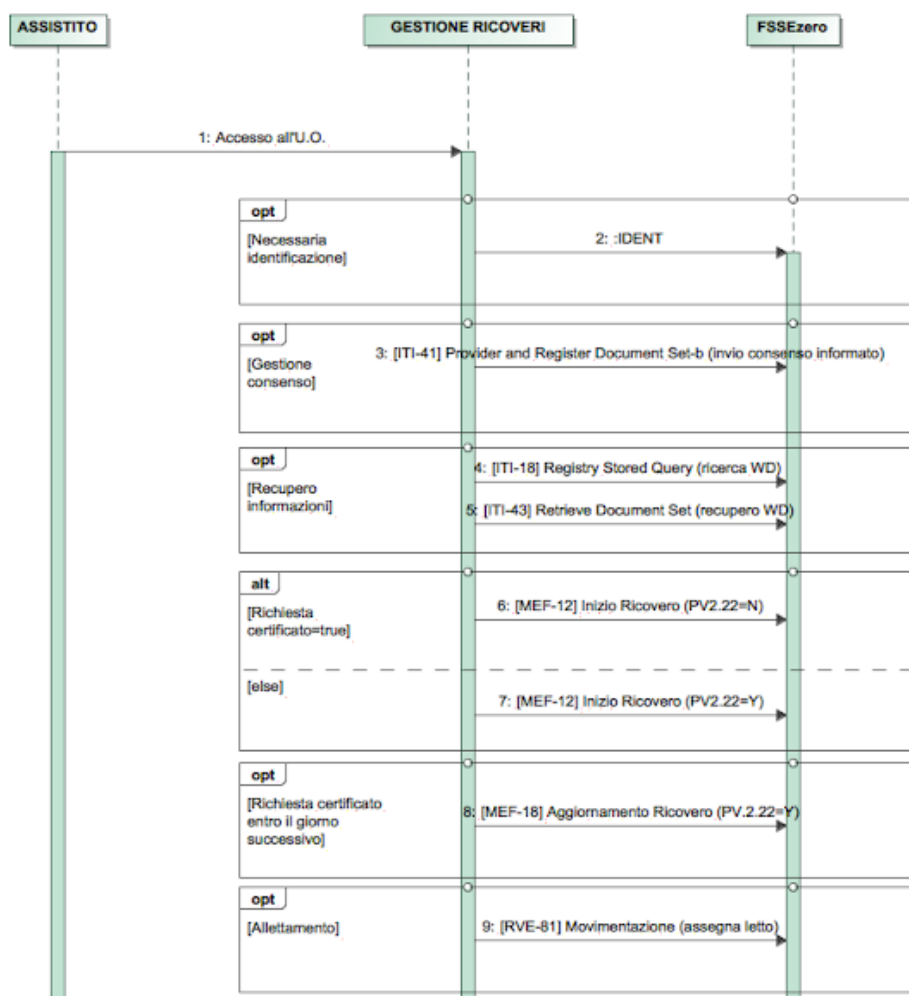 ASSISTITO
GESTIONE RICOVERI
FSSEzero
1: Accesso all'U.O.
opt
[Necessaria
identificazione]
2: :IDENT
opt
[Gestione
consenso]
3: [ITI-41] Provider and Register Document Set-b (invio consenso informato)
opt
[Recupero
informazioni]
4: [ITI-18] Registry Stored Query (ricerca WD)
5: [ITI-43] Retrieve Document Set (recupero WD)
alt
[Richiesta
certificato=true]
6: [MEF-12] Inizio Ricovero (PV2.22=N)
[else]
7: [MEF-12] Inizio Ricovero (PV2.22=Y)
opt
[Richiesta certificato
entro il giorno
successivo]
8: [MEF-18] Aggiornamento Ricovero (PV.2.22=Y)
opt
[Allettamento]
9: [RVE-81] Movimentazione (assegna letto)